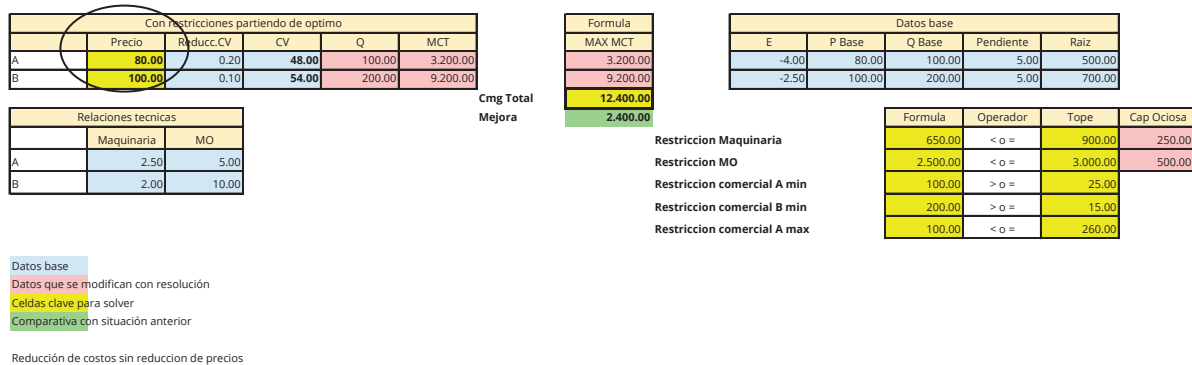 Con restricciones partiendo de optimo Formula Datos base
Precio Reducc.CV CV Q MCT MAX MCT E P Base Q Base Pendiente Raiz
A 80.00 0.20 48.00 100.00 3.200.00 3.200.00 -4.00 80.00 100.00 5.00 500.00
B 100.00 0.10 54.00 200.00 9.200.00 9.200.00 -2.50 100.00 200.00 5.00 700.00
Cmg Total 12.400.00
Relaciones tecnicas Mejora 2.400.00 Formula Operador Tope Cap Ociosa
Maquinaria MO Restriccion Maquinaria 650.00 < o = 900.00 250.00
A 2.50 5.00 Restriccion MO 2.500.00 < o = 3.000.00 500.00
B 2.00 10.00 Restriccion comercial A min 100.00 > o = 25.00
Restriccion comercial B min 200.00 > o = 15.00
Restriccion comercial A max 100.00 < o = 260.00
Datos base
Datos que se modifican con resolución
Celdas clave para solver
Comparativa con situación anterior
Reducción de costos sin reduccion de precios